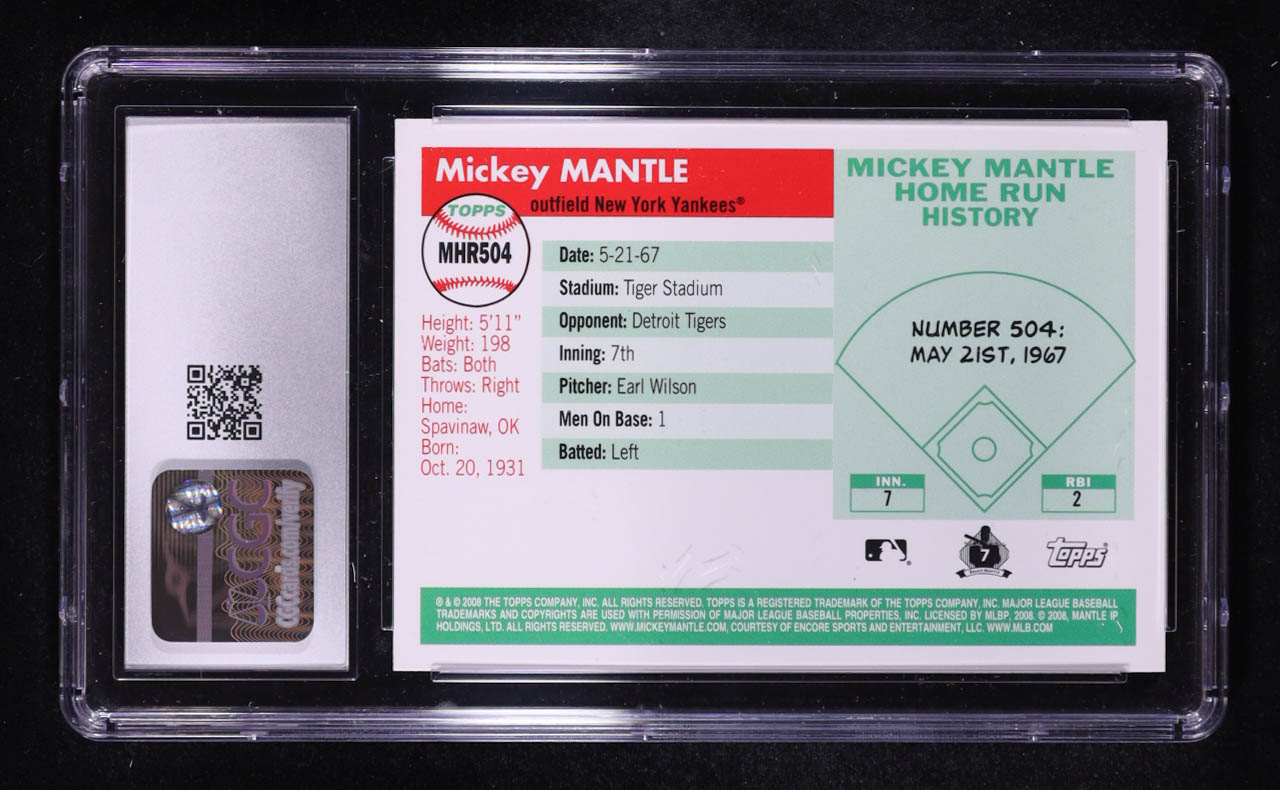 Mickey MANTLE
outfield New York Yankees®
TOPPS
MHR504
Height: 5'11"
Weight: 198
Bats: Both
Throws: Right
Home:
Spavinaw, OK
Born:
Oct. 20, 1931
Date: 5-21-67
Stadium: Tiger Stadium
Opponent: Detroit Tigers
Inning: 7th
Pitcher: Earl Wilson
Men On Base: 1
Batted: Left
MICKEY MANTLE
HOME RUN
HISTORY
NUMBER 504:
MAY 21ST, 1967
INN.
7
RBI
2
7
topps®
® & © 2008 THE TOPPS COMPANY, INC. ALL RIGHTS RESERVED. TOPPS IS A REGISTERED TRADEMARK OF THE TOPPS COMPANY, INC. MAJOR LEAGUE BASEBALL
TRADEMARKS AND COPYRIGHTS ARE USED WITH PERMISSION OF MAJOR LEAGUE BASEBALL PROPERTIES, INC. LICENSED BY MLBP, 2008. © 2008, MANTLE IP
HOLDINGS, LTD. ALL RIGHTS RESERVED. WWW.MICKEYMANTLE.COM, COURTESY OF ENCORE SPORTS AND ENTERTAINMENT, LLC. WWW.MLB.COM
CGC
CGCcards.com/verify